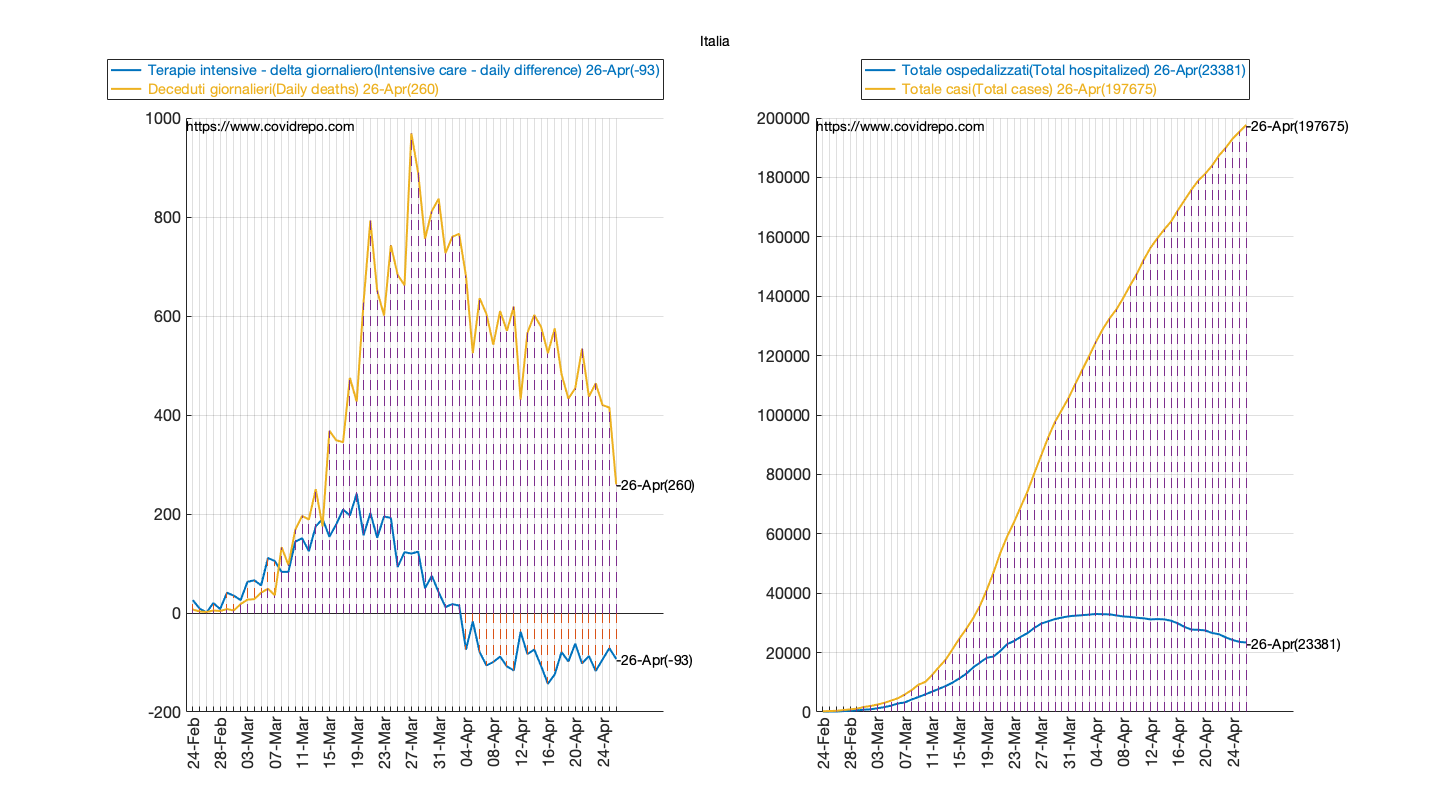 Italia
Terapie intensive - delta giornaliero(Intensive care - daily difference) 26-Apr(-93)
Deceduti giornalieri(Daily deaths) 26-Apr(260)
1000
https://www.covidrepo.com
800
600
400
26-Apr(260)
200
0
26-Apr(-93)
-200
24-Feb
28-Feb
03-Mar
07-Mar
11-Mar
15-Mar
19-Mar
23-Mar
27-Mar
31-Mar
04-Apr
08-Apr
12-Apr
16-Apr
20-Apr
24-Apr
Totale ospedalizzati(Total hospitalized) 26-Apr(23381)
Totale casi(Total cases) 26-Apr(197675)
200000
https://www.covidrepo.com
26-Apr(197675)
180000
160000
140000
120000
100000
80000
60000
40000
26-Apr(23381)
20000
0
24-Feb
28-Feb
03-Mar
07-Mar
11-Mar
15-Mar
19-Mar
23-Mar
27-Mar
31-Mar
04-Apr
08-Apr
12-Apr
16-Apr
20-Apr
24-Apr